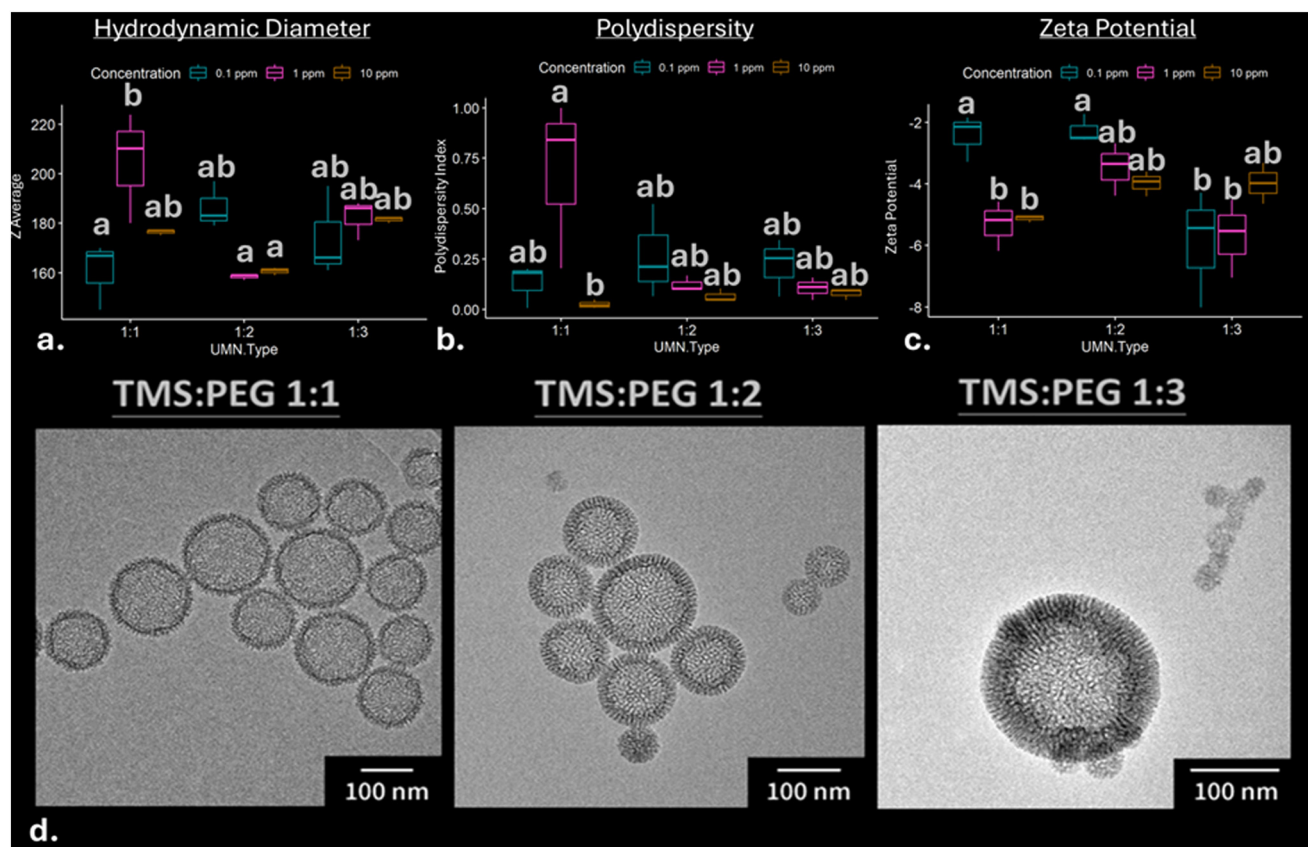 Hydrodynamic Diameter
Concentration 0.1 ppm 1 ppm 10 ppm
Z Average
220
200
180
160
a
b
ab
ab
a
a
ab
ab
ab
1:1 1:2 1:3
UMN.Type
a.
Polydispersity
Concentration 0.1 ppm 1 ppm 10 ppm
Polydispersity Index
1.00
0.75
0.50
0.25
0.00
ab
a
b
ab
ab
ab
ab
ab
ab
1:1 1:2 1:3
UMN.Type
b.
Zeta Potential
Concentration 0.1 ppm 1 ppm 10 ppm
Zeta Potential
-2
-4
-6
-8
a
b
b
a
ab
ab
b
b
ab
1:1 1:2 1:3
UMN.Type
c.
TMS:PEG 1:1
100 nm
TMS:PEG 1:2
100 nm
TMS:PEG 1:3
100 nm
d.